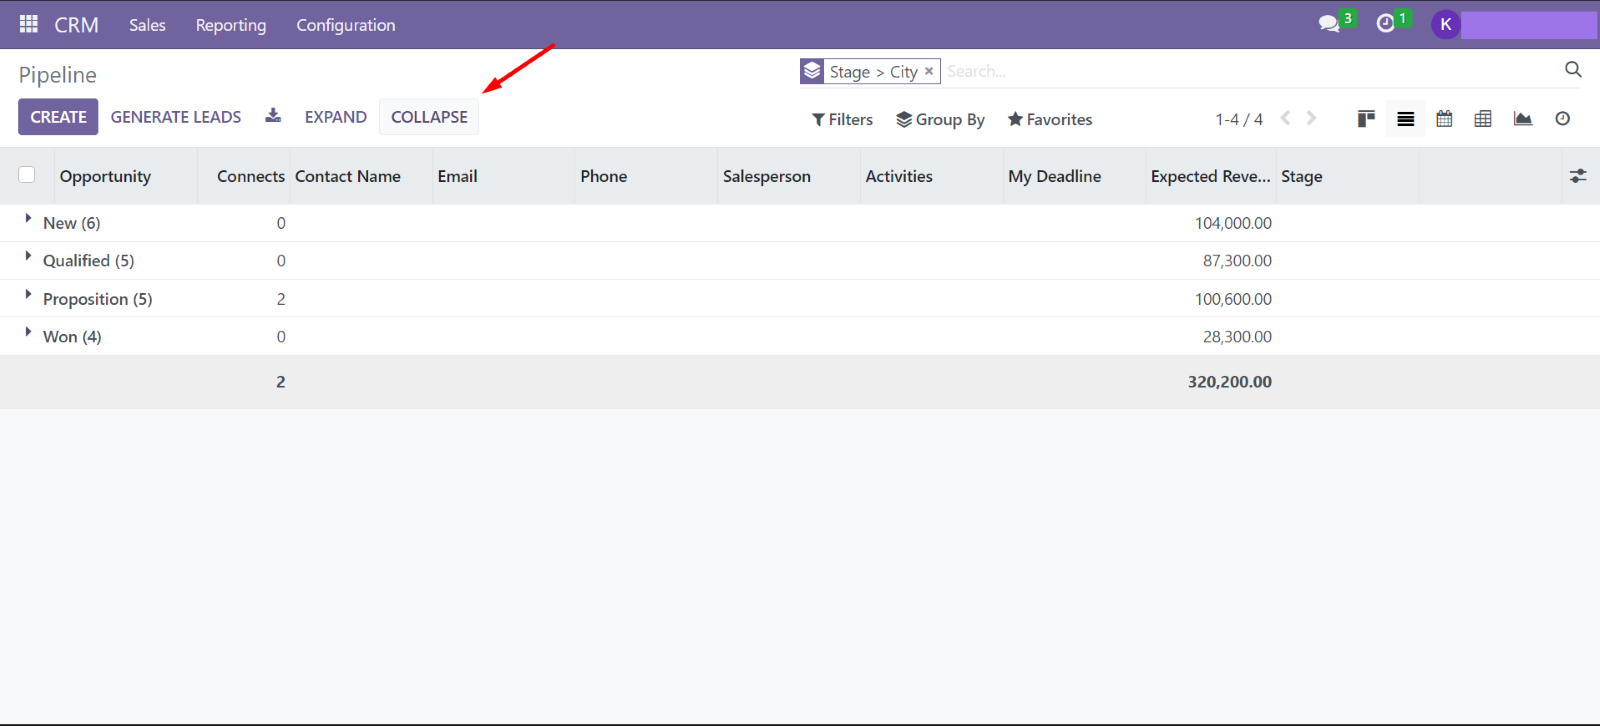 CRM Sales Reporting Configuration 3 1 K
Pipeline
Stage > City × Search...
CREATE GENERATE LEADS EXPAND COLLAPSE
Filters Group By Favorites 1-4 / 4
Opportunity Connects Contact Name Email Phone Salesperson Activities My Deadline Expected Reve... Stage
New (6) 0 104,000.00
Qualified (5) 0 87,300.00
Proposition (5) 2 100,600.00
Won (4) 0 28,300.00
2 320,200.00